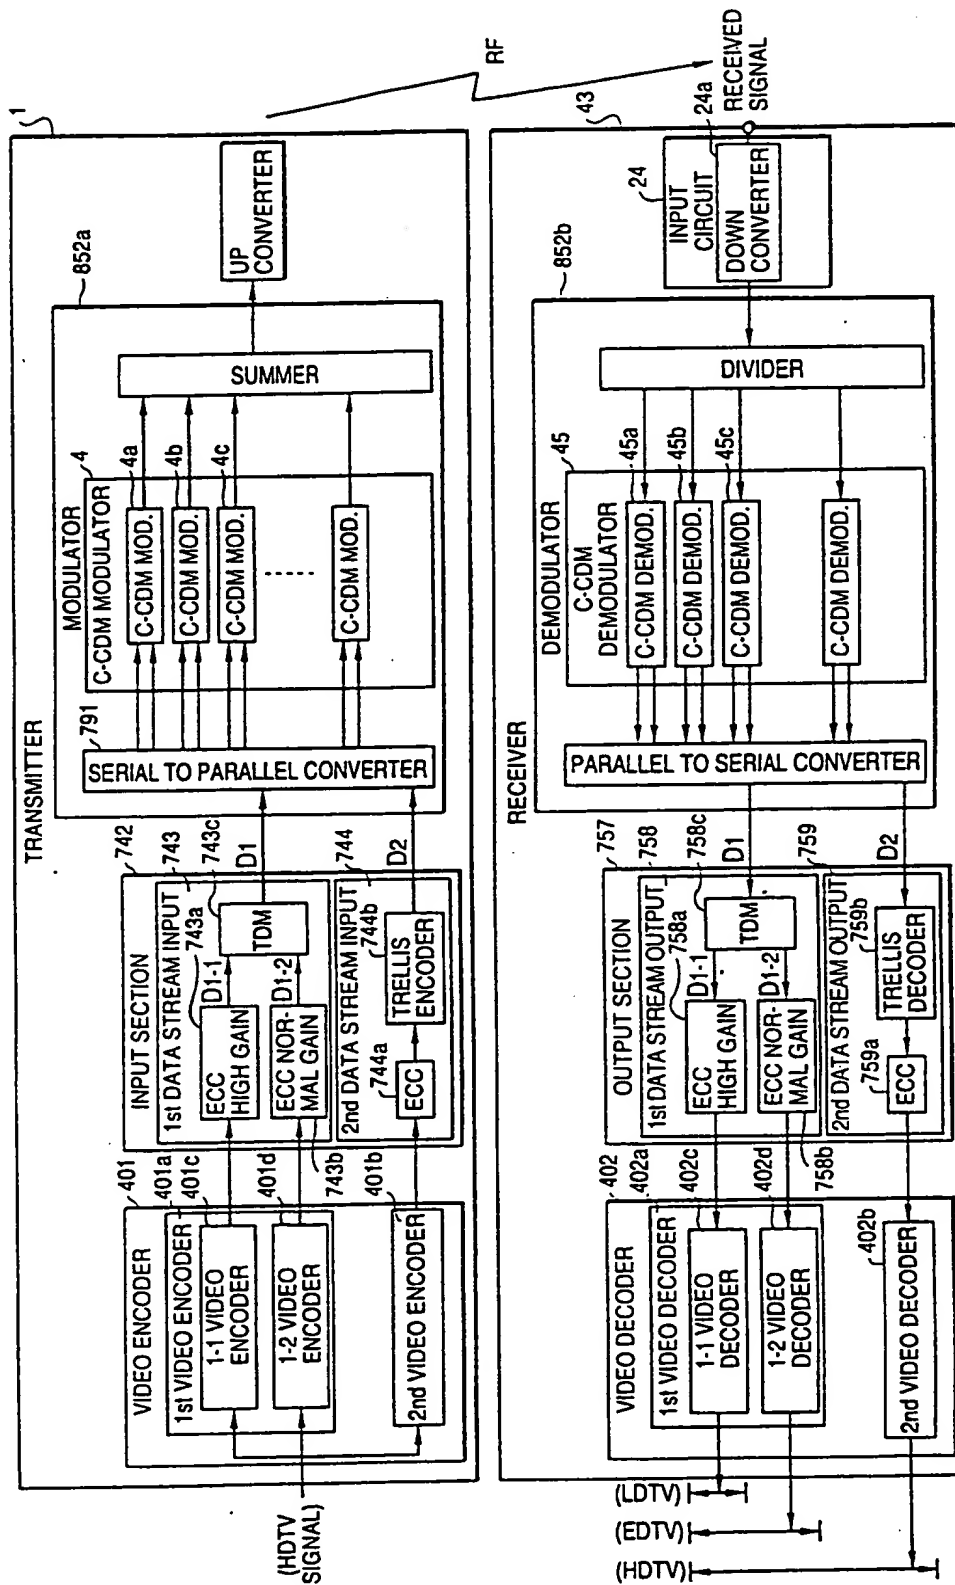 TRANSMITTER
1
(HDTV
SIGNAL)
VIDEO ENCODER
401
1st VIDEO ENCODER
401a
401c
1-1 VIDEO
ENCODER
401d
1-2 VIDEO
ENCODER
401b
2nd VIDEO ENCODER
INPUT SECTION
742
1st DATA STREAM INPUT
743
743a
ECC
HIGH GAIN
D1-1
743c
TDM
ECC NOR-
MAL GAIN
D1-2
743b
2nd DATA STREAM INPUT
744
744a
ECC
744b
TRELLIS
ENCODER
D1
D2
MODULATOR
852a
791
SERIAL TO PARALLEL CONVERTER
C-CDM MODULATOR
4
C-CDM MOD.
4a
C-CDM MOD.
4b
C-CDM MOD.
4c
C-CDM MOD.
SUMMER
UP
CONVERTER
RF
RECEIVER
43
RECEIVED
SIGNAL
INPUT
CIRCUIT
24
24a
DOWN
CONVERTER
DEMODULATOR
852b
DIVIDER
C-CDM
DEMODULATOR
45
C-CDM DEMOD.
45a
C-CDM DEMOD.
45b
C-CDM DEMOD.
45c
C-CDM DEMOD.
PARALLEL TO SERIAL CONVERTER
D1
D2
OUTPUT SECTION
757
1st DATA STREAM OUTPUT
758
758a
ECC
HIGH GAIN
D1-1
758c
TDM
ECC NOR-
MAL GAIN
D1-2
758b
2nd DATA STREAM OUTPUT
759
759a
ECC
759b
TRELLIS
DECODER
VIDEO DECODER
402
1st VIDEO DECODER
402a
402c
1-1 VIDEO
DECODER
402d
1-2 VIDEO
DECODER
402b
2nd VIDEO DECODER
(LDTV)
(EDTV)
(HDTV)